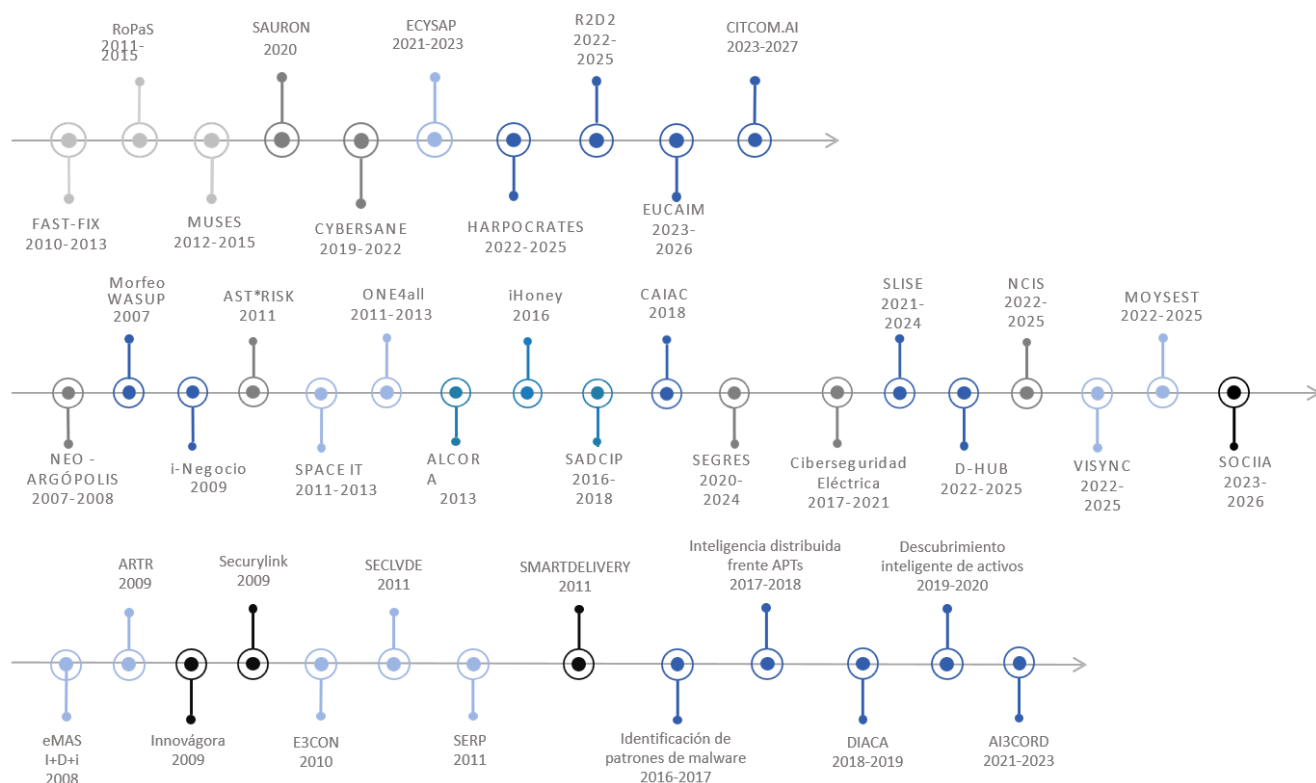 RoPaS
2011-
2015
SAURON
2020
ECYSAP
2021-2023
R2D2
2022-
2025
CITCOM.AI
2023-2027
FAST-FIX
2010-2013
MUSES
2012-2015
CYBERSANE
2019-2022
HARPOCRATES
2022-2025
EUCAIM
2023-
2026
Morfeo
WASUP
2007
AST*RISK
2011
ONE4all
2011-2013
iHoney
2016
CAIAC
2018
SLISE
2021-
2024
NCIS
2022-
2025
MOYSEST
2022-2025
NEO -
ARGÓPOLIS
2007-2008
i-Negocio
2009
SPACE IT
2011-2013
ALCOR
A 2013
SADCIP
2016-
2018
SEGRES
2020-
2024
Ciberseguridad
Eléctrica
2017-2021
D-HUB
2022-2025
VISYNC
2022-
2025
SOCIIA
2023-
2026
ARTR
2009
Securylink
2009
SECLVDE
2011
SMARTDELIVERY
2011
Inteligencia distribuida
frente APTs
2017-2018
Descubrimiento
inteligente de activos
2019-2020
eMAS
I+D+i
2008
Innovágora
2009
E3CON
2010
SERP
2011
Identificación de
patrones de malware
2016-2017
DIACA
2018-2019
AI3CORD
2021-2023